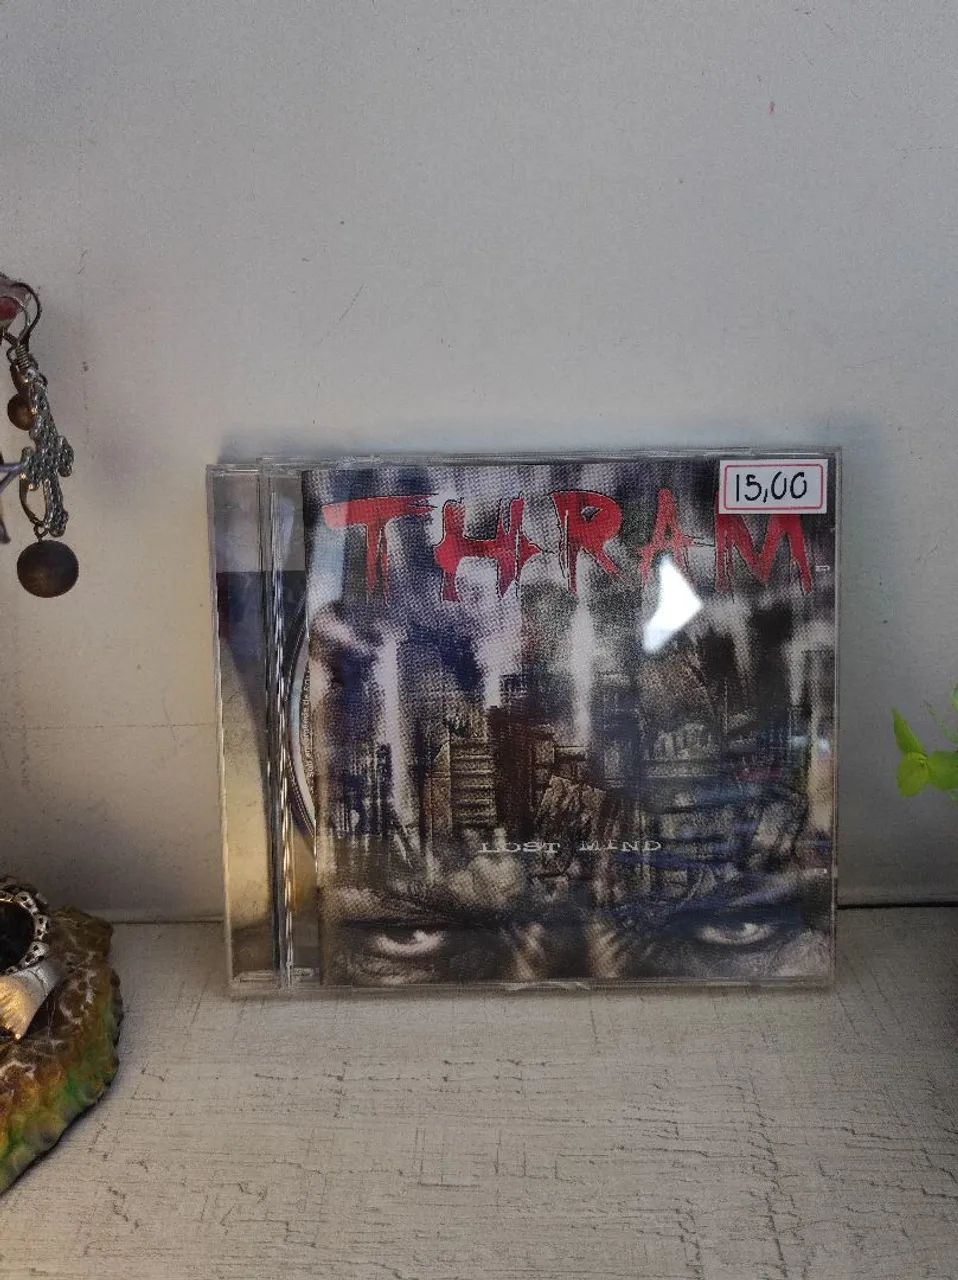 15,00
THRAM
LOST MIND